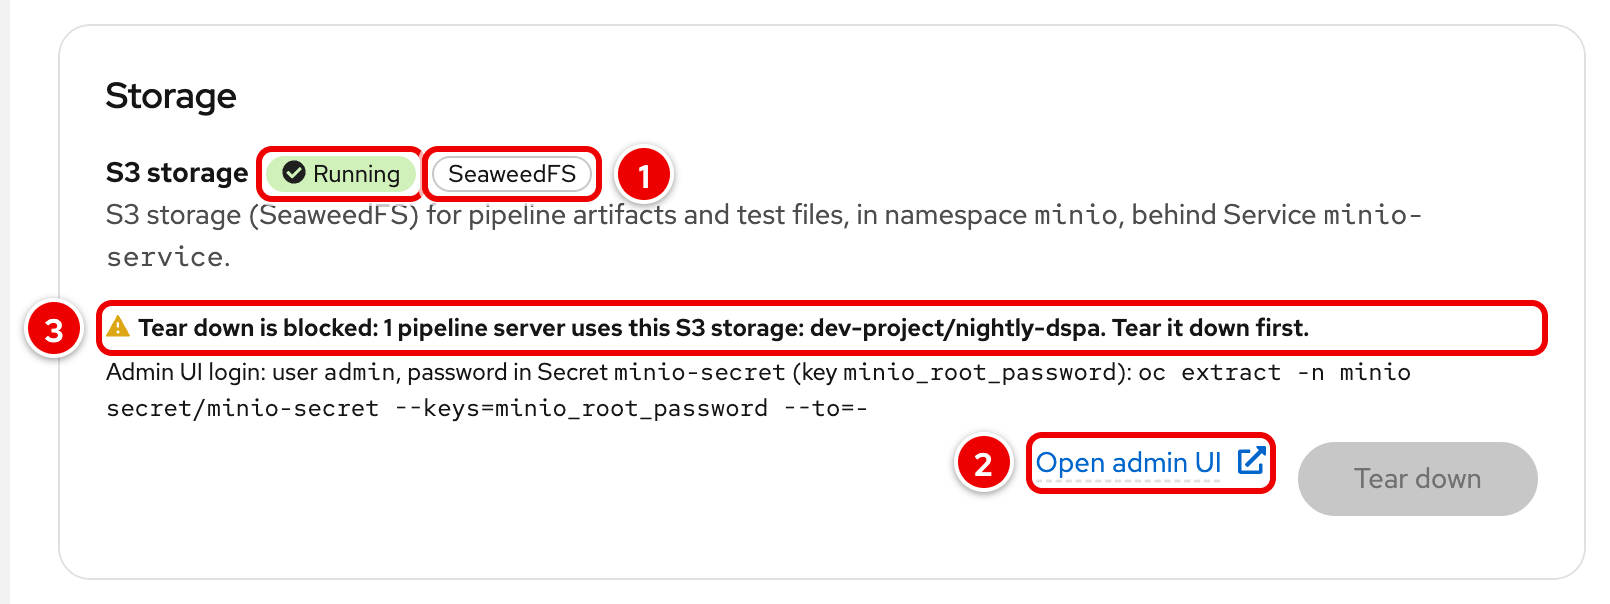 Storage
S3 storage Running SeaweedFS 1
S3 storage (SeaweedFS) for pipeline artifacts and test files, in namespace minio, behind Service minio-
service.
3 Tear down is blocked: 1 pipeline server uses this S3 storage: dev-project/nightly-dspa. Tear it down first.
Admin UI login: user admin, password in Secret minio-secret (key minio_root_password): oc extract -n minio
secret/minio-secret --keys=minio_root_password --to=-
2 Open admin UI Tear down